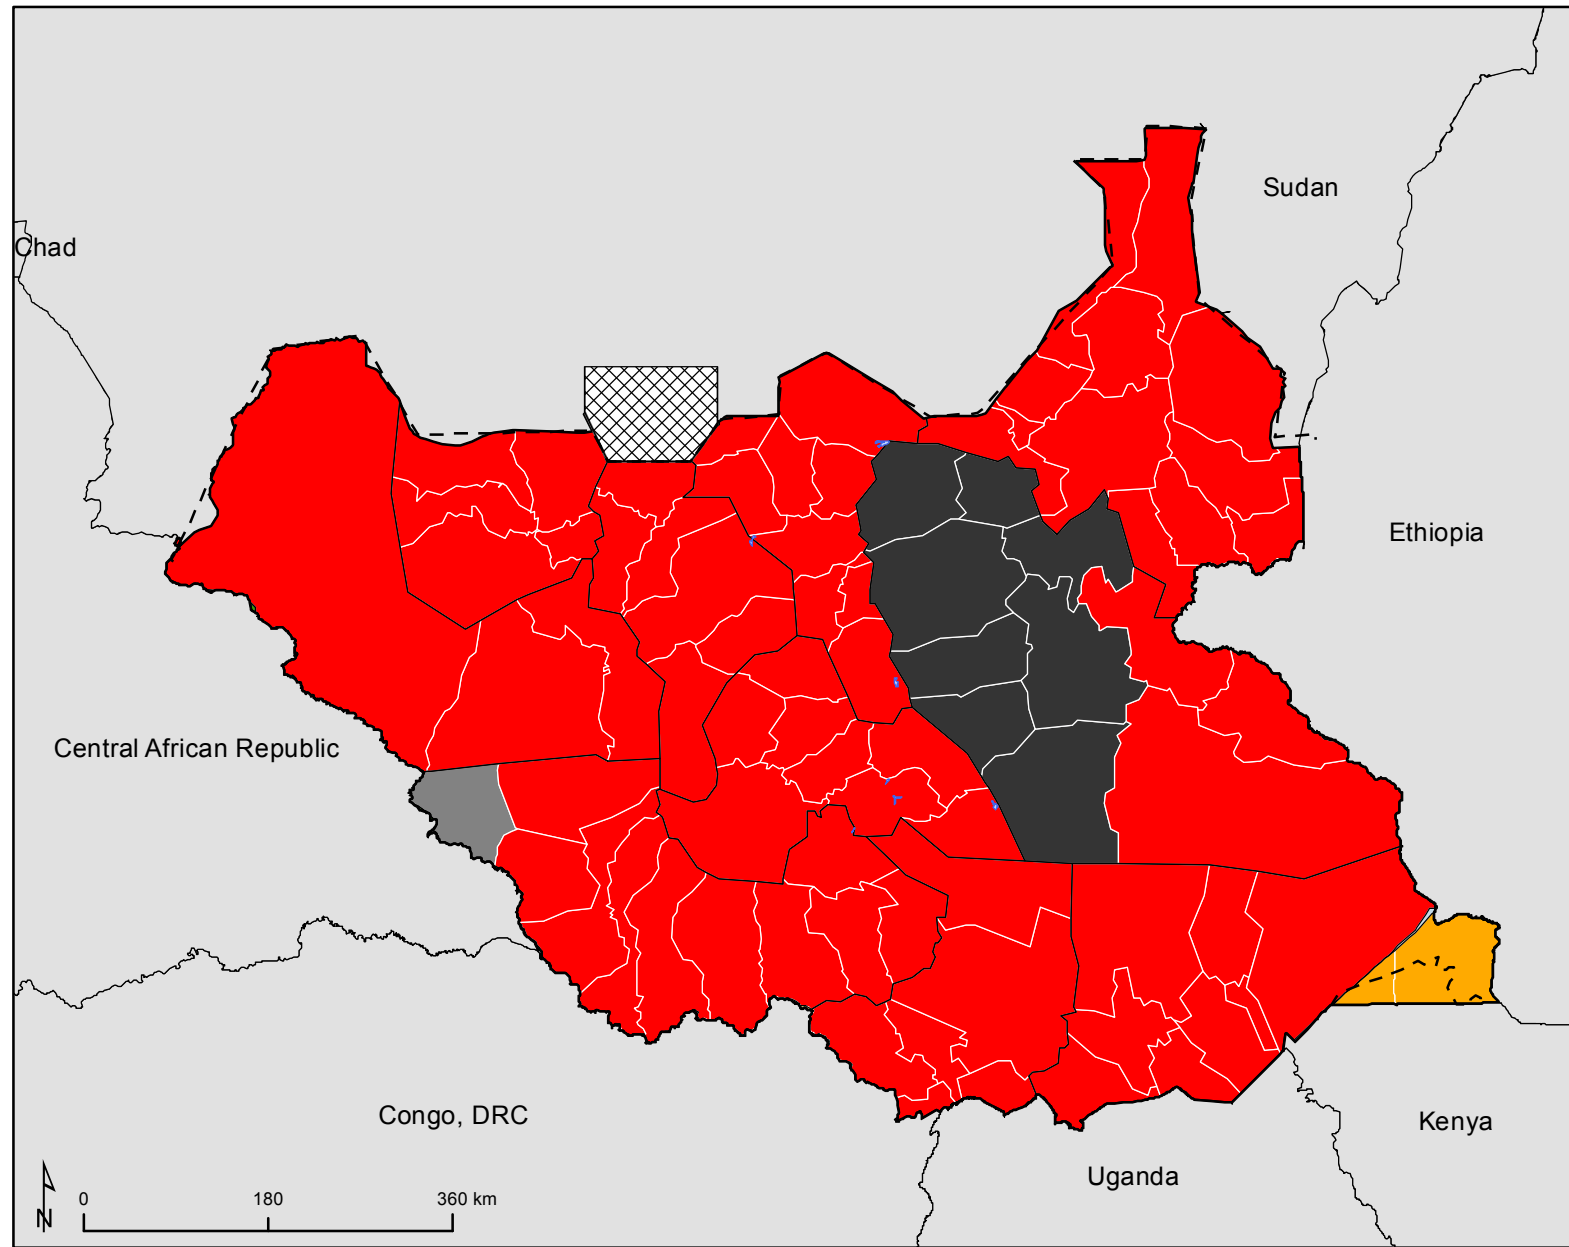 Sudan
Chad
Ethiopia
Central African Republic
Congo, DRC
Kenya
Uganda
0 180 360 km
N